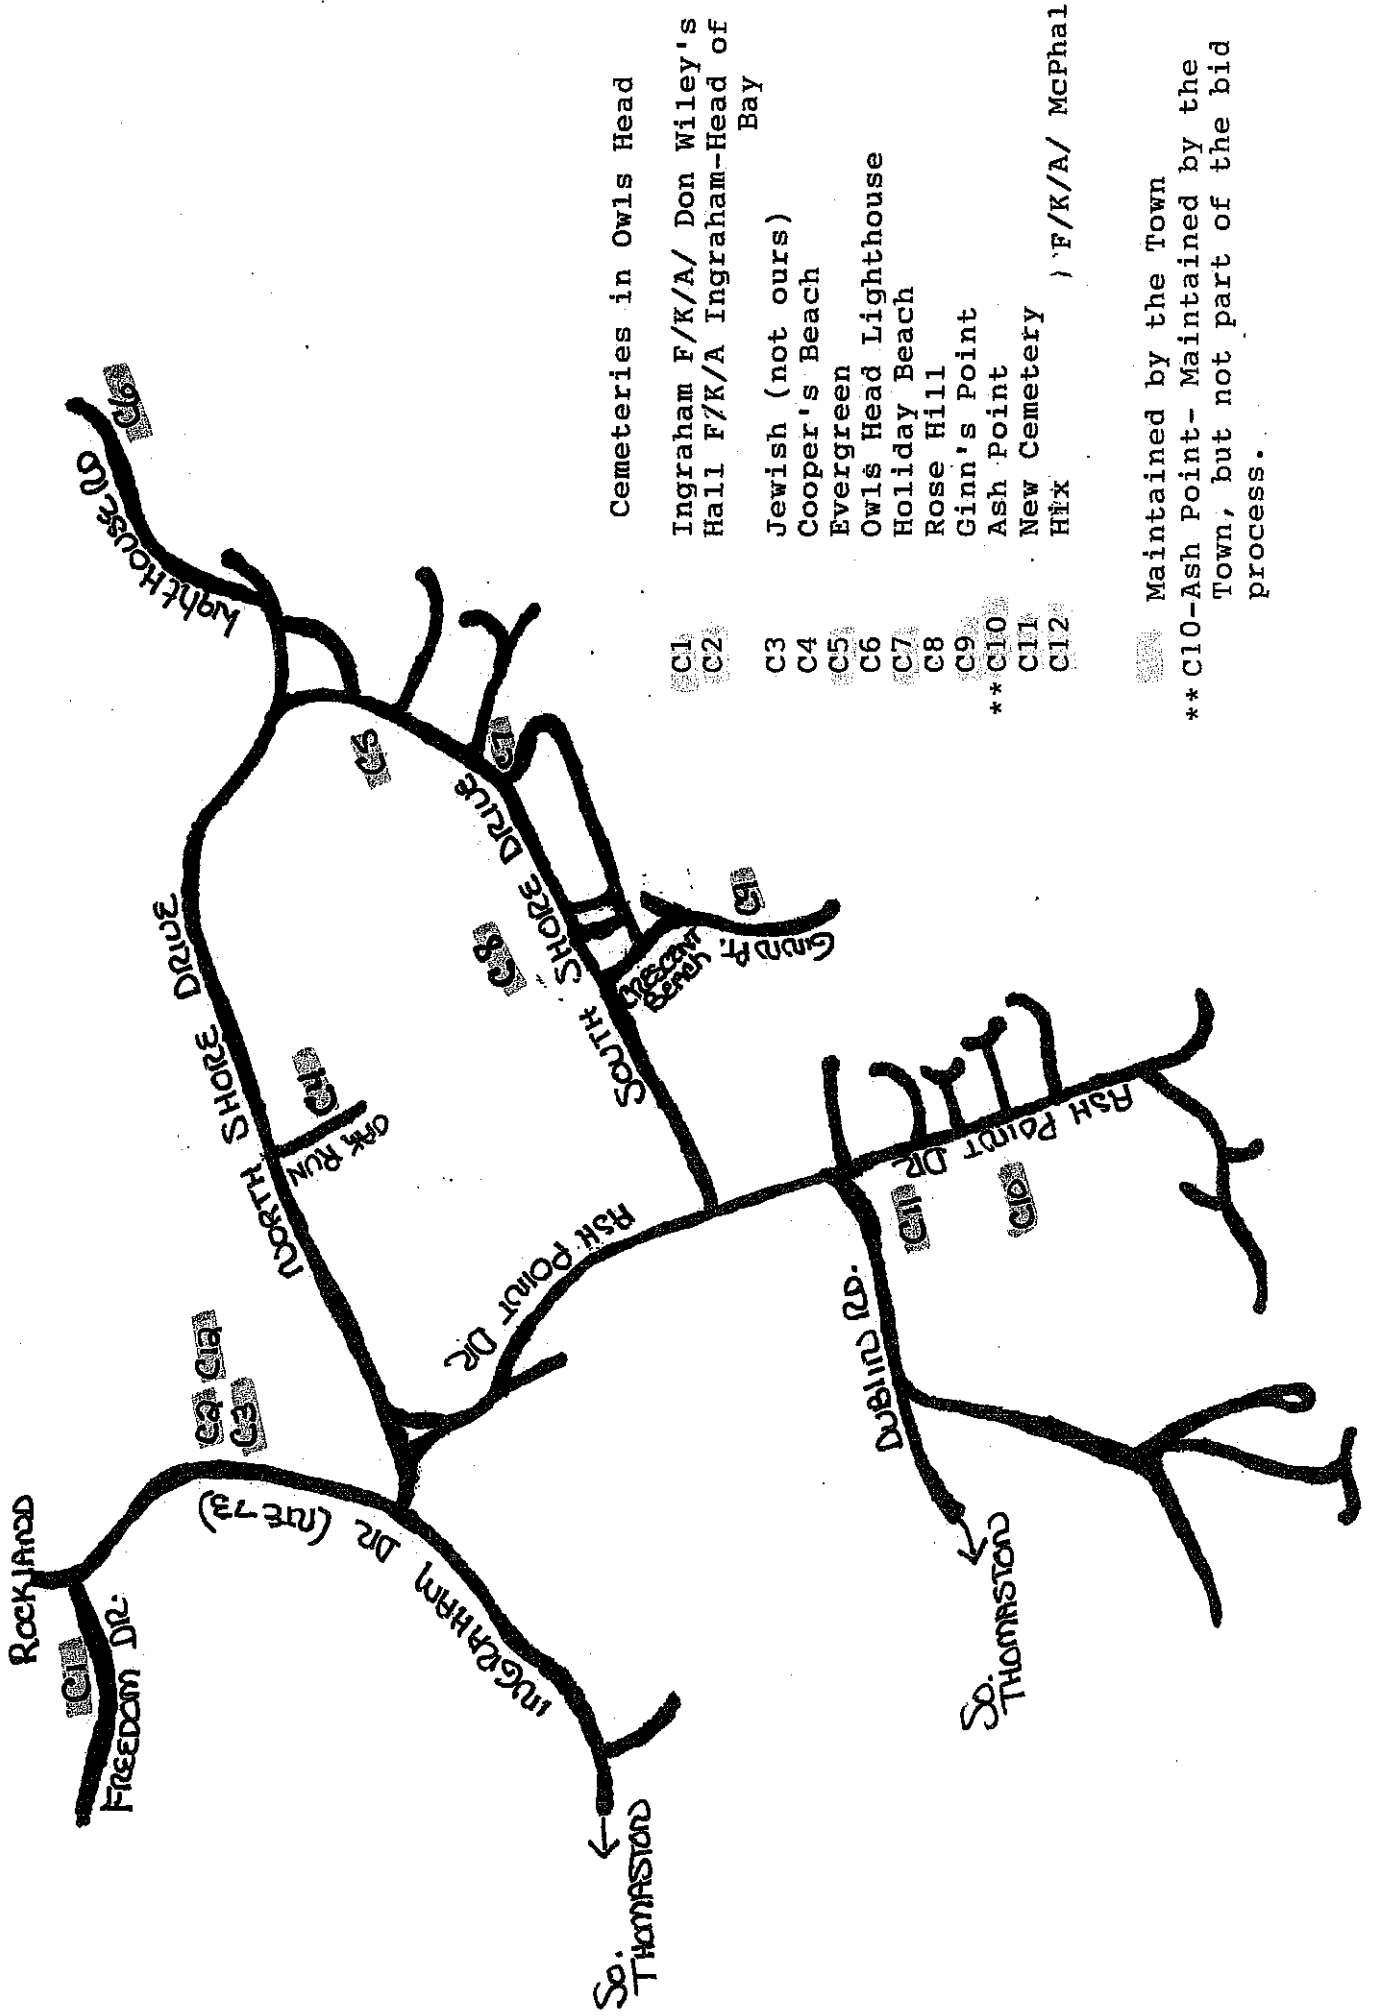 ROCKLAND
C1
FREEDOM DR.
C2 C12
C3
INGRAHAM DR (RTE 73)
So.
THOMASTON
NORTH SHORE DRIVE
C4
OAK RUN
LightHOUSE RD
C6
C5
C7
SOUTH SHORE DRIVE
C8
CRESCENT
BEACH
C9
GINN PT.
ASH POINT DR
DUBLIN RD.
So.
THOMASTON
C11
C10
ASH POINT DR
Cemeteries in Owls Head
C1 Ingraham F/K/A/ Don Wiley's
C2 Hall F/K/A Ingraham-Head of
Bay
C3 Jewish (not ours)
C4 Cooper's Beach
C5 Evergreen
C6 Owls Head Lighthouse
C7 Holiday Beach
C8 Rose Hill
C9 Ginn's Point
** C10 Ash Point
C11 New Cemetery
C12 Hix ) F/K/A/ McPhal
Maintained by the Town
** C10-Ash Point- Maintained by the
Town, but not part of the bid
process.